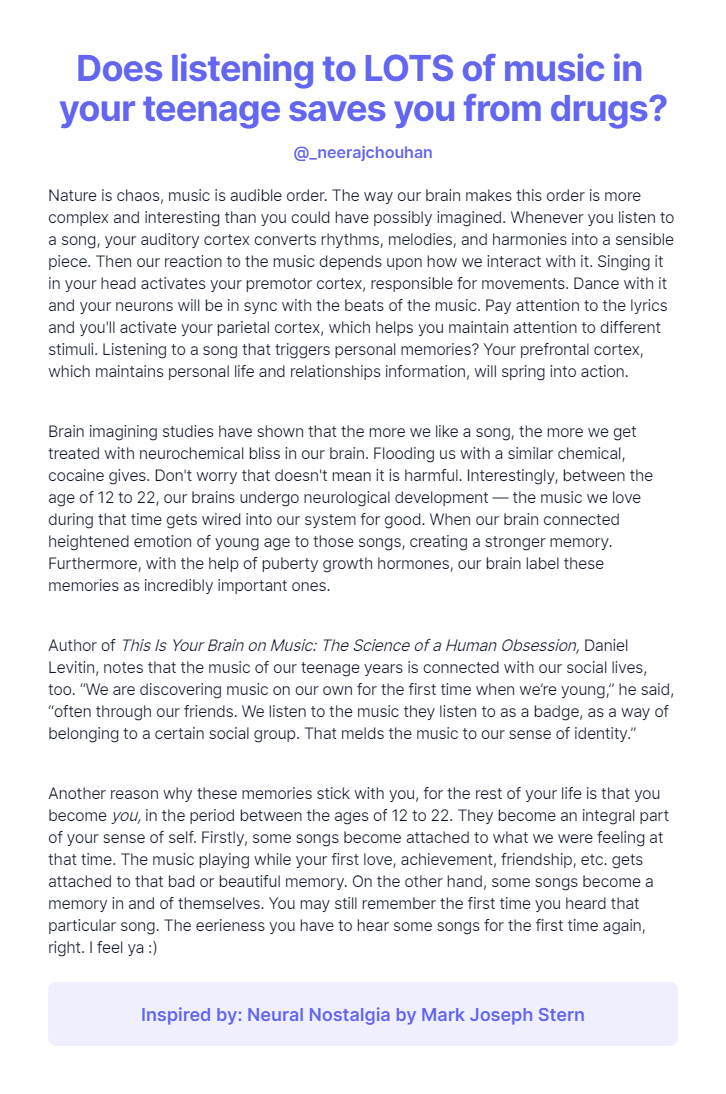 Does listening to LOTS of music in
your teenage saves you from drugs?
@_neerajchouhan
Nature is chaos, music is audible order. The way our brain makes this order is more
complex and interesting than you could have possibly imagined. Whenever you listen to
a song, your auditory cortex converts rhythms, melodies, and harmonies into a sensible
piece. Then our reaction to the music depends upon how we interact with it. Singing it
in your head activates your premotor cortex, responsible for movements. Dance with it
and your neurons will be in sync with the beats of the music. Pay attention to the lyrics
and you'll activate your parietal cortex, which helps you maintain attention to different
stimuli. Listening to a song that triggers personal memories? Your prefrontal cortex,
which maintains personal life and relationships information, will spring into action.
Brain imagining studies have shown that the more we like a song, the more we get
treated with neurochemical bliss in our brain. Flooding us with a similar chemical,
cocaine gives. Don't worry that doesn't mean it is harmful. Interestingly, between the
age of 12 to 22, our brains undergo neurological development — the music we love
during that time gets wired into our system for good. When our brain connected
heightened emotion of young age to those songs, creating a stronger memory.
Furthermore, with the help of puberty growth hormones, our brain label these
memories as incredibly important ones.
Author of This Is Your Brain on Music: The Science of a Human Obsession, Daniel
Levitin, notes that the music of our teenage years is connected with our social lives,
too. “We are discovering music on our own for the first time when we’re young,” he said,
“often through our friends. We listen to the music they listen to as a badge, as a way of
belonging to a certain social group. That melds the music to our sense of identity.”
Another reason why these memories stick with you, for the rest of your life is that you
become you, in the period between the ages of 12 to 22. They become an integral part
of your sense of self. Firstly, some songs become attached to what we were feeling at
that time. The music playing while your first love, achievement, friendship, etc. gets
attached to that bad or beautiful memory. On the other hand, some songs become a
memory in and of themselves. You may still remember the first time you heard that
particular song. The eerieness you have to hear some songs for the first time again,
right. I feel ya :)
Inspired by: Neural Nostalgia by Mark Joseph Stern